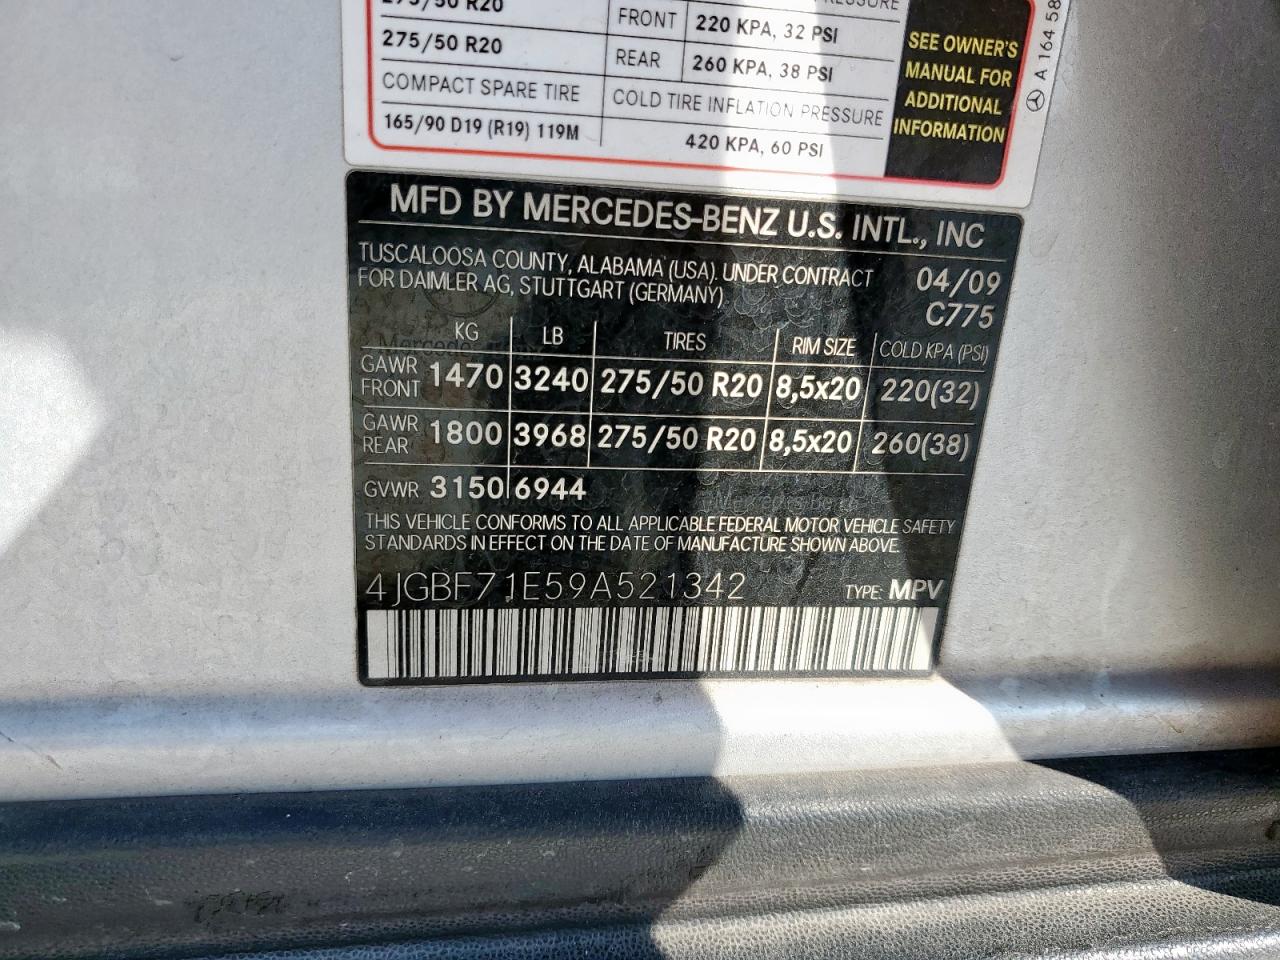 275/50 R20 FRONT 220 KPA, 32 PSI
275/50 R20 REAR 260 KPA, 38 PSI
COMPACT SPARE TIRE COLD TIRE INFLATION PRESSURE
165/90 D19 (R19) 119M 420 KPA, 60 PSI
SEE OWNER'S
MANUAL FOR
ADDITIONAL
INFORMATION
A 164 58
MFD BY MERCEDES-BENZ U.S. INTL., INC
TUSCALOOSA COUNTY, ALABAMA (USA). UNDER CONTRACT 04/09
FOR DAIMLER AG, STUTTGART (GERMANY) C775
KG LB TIRES RIM SIZE COLD KPA (PSI)
GAWR FRONT 1470 3240 275/50 R20 8,5x20 220(32)
GAWR REAR 1800 3968 275/50 R20 8,5x20 260(38)
GVWR 3150 6944
THIS VEHICLE CONFORMS TO ALL APPLICABLE FEDERAL MOTOR VEHICLE SAFETY
STANDARDS IN EFFECT ON THE DATE OF MANUFACTURE SHOWN ABOVE.
4JGBF71E59A521342 TYPE: MPV